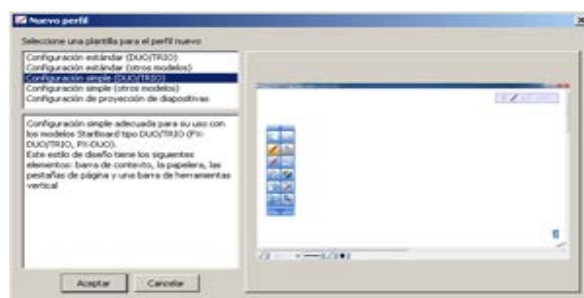 Nuevo perfil
Seleccione una plantilla para el perfil nuevo
Configuración estándar (DUO/TRIO)
Configuración estándar (otros modelos)
Configuración simple (DUO/TRIO)
Configuración simple (otros modelos)
Configuración de proyección de diapositivas
Configuración simple adecuada para su uso con
los modelos StarBoard tipo DUO/TRIO (FX-
DUO/TRIO, FX-DUO).
Este estilo de diseño tiene los siguientes
elementos: barra de contexto, la papelera, las
pestañas de página y una barra de herramientas
vertical
Aceptar
Cancelar